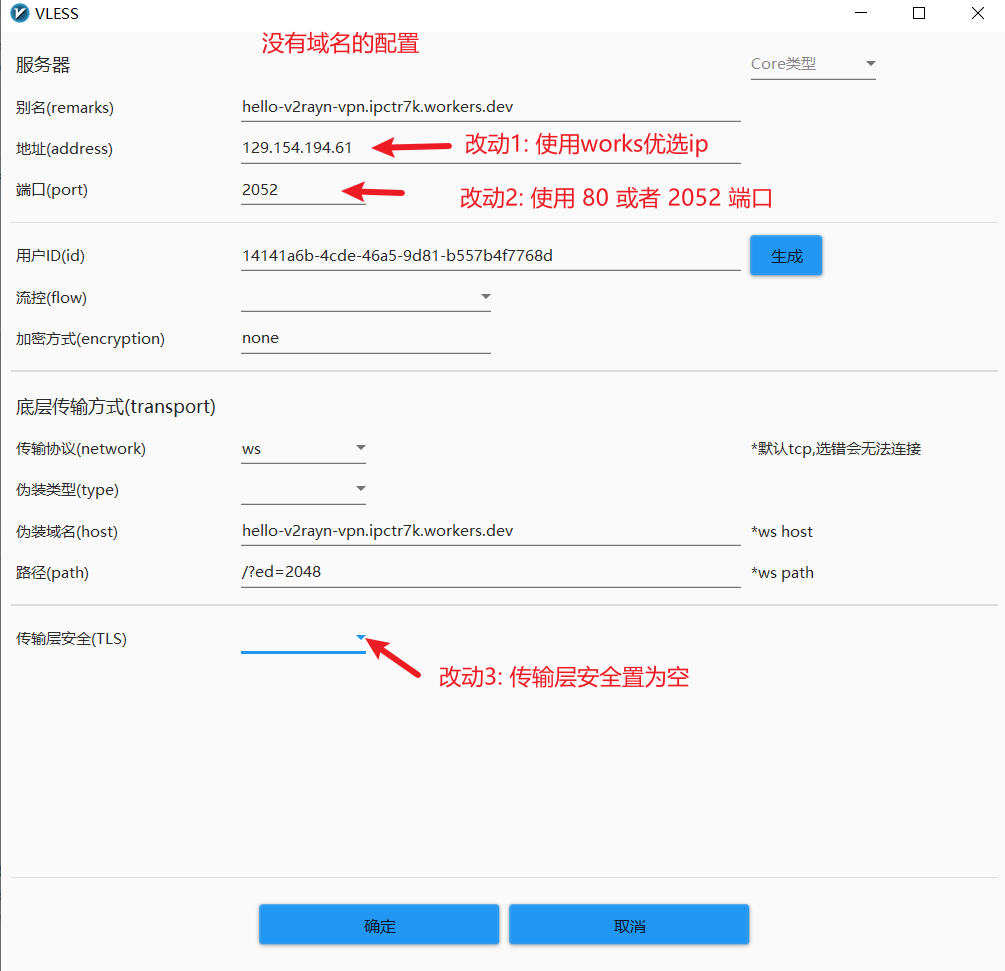 VLESS
没有域名的配置
服务器
Core类型
别名(remarks)
hello-v2rayn-vpn.ipctr7k.workers.dev
地址(address)
129.154.194.61
改动1: 使用works优选ip
端口(port)
2052
改动2: 使用 80 或者 2052 端口
用户ID(id)
14141a6b-4cde-46a5-9d81-b557b4f7768d
生成
流控(flow)
加密方式(encryption)
none
底层传输方式(transport)
传输协议(network)
ws
*默认tcp,选错会无法连接
伪装类型(type)
伪装域名(host)
hello-v2rayn-vpn.ipctr7k.workers.dev
*ws host
路径(path)
/?ed=2048
*ws path
传输层安全(TLS)
改动3: 传输层安全置为空
确定
取消